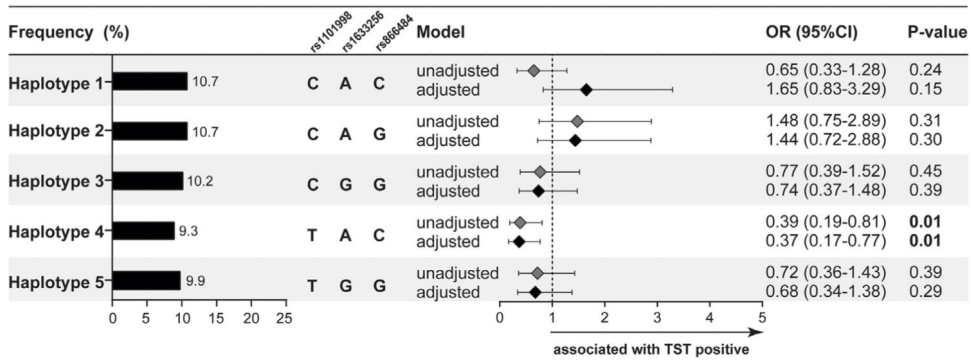 Frequency (%) rs1101998 rs1633256 rs866484 Model OR (95%CI) P-value
Haplotype 1 10.7 C A C unadjusted 0.65 (0.33-1.28) 0.24
adjusted 1.65 (0.83-3.29) 0.15
Haplotype 2 10.7 C A G unadjusted 1.48 (0.75-2.89) 0.31
adjusted 1.44 (0.72-2.88) 0.30
Haplotype 3 10.2 C G G unadjusted 0.77 (0.39-1.52) 0.45
adjusted 0.74 (0.37-1.48) 0.39
Haplotype 4 9.3 T A C unadjusted 0.39 (0.19-0.81) 0.01
adjusted 0.37 (0.17-0.77) 0.01
Haplotype 5 9.9 T G G unadjusted 0.72 (0.36-1.43) 0.39
adjusted 0.68 (0.34-1.38) 0.29
0 5 10 15 20 25 0 1 2 3 4 5
associated with TST positive